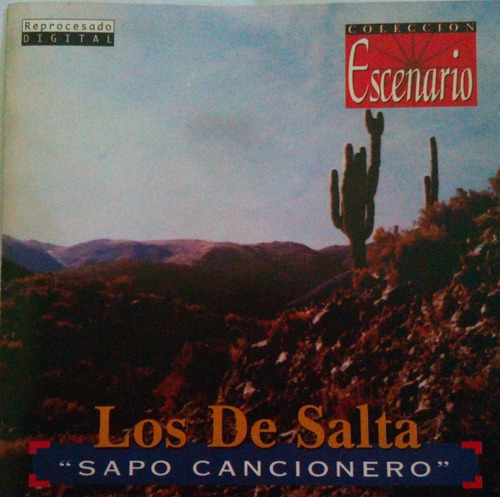 Reprocesado
DIGITAL
COLECCION
Escenario
Los De Salta
"SAPO CANCIONERO"